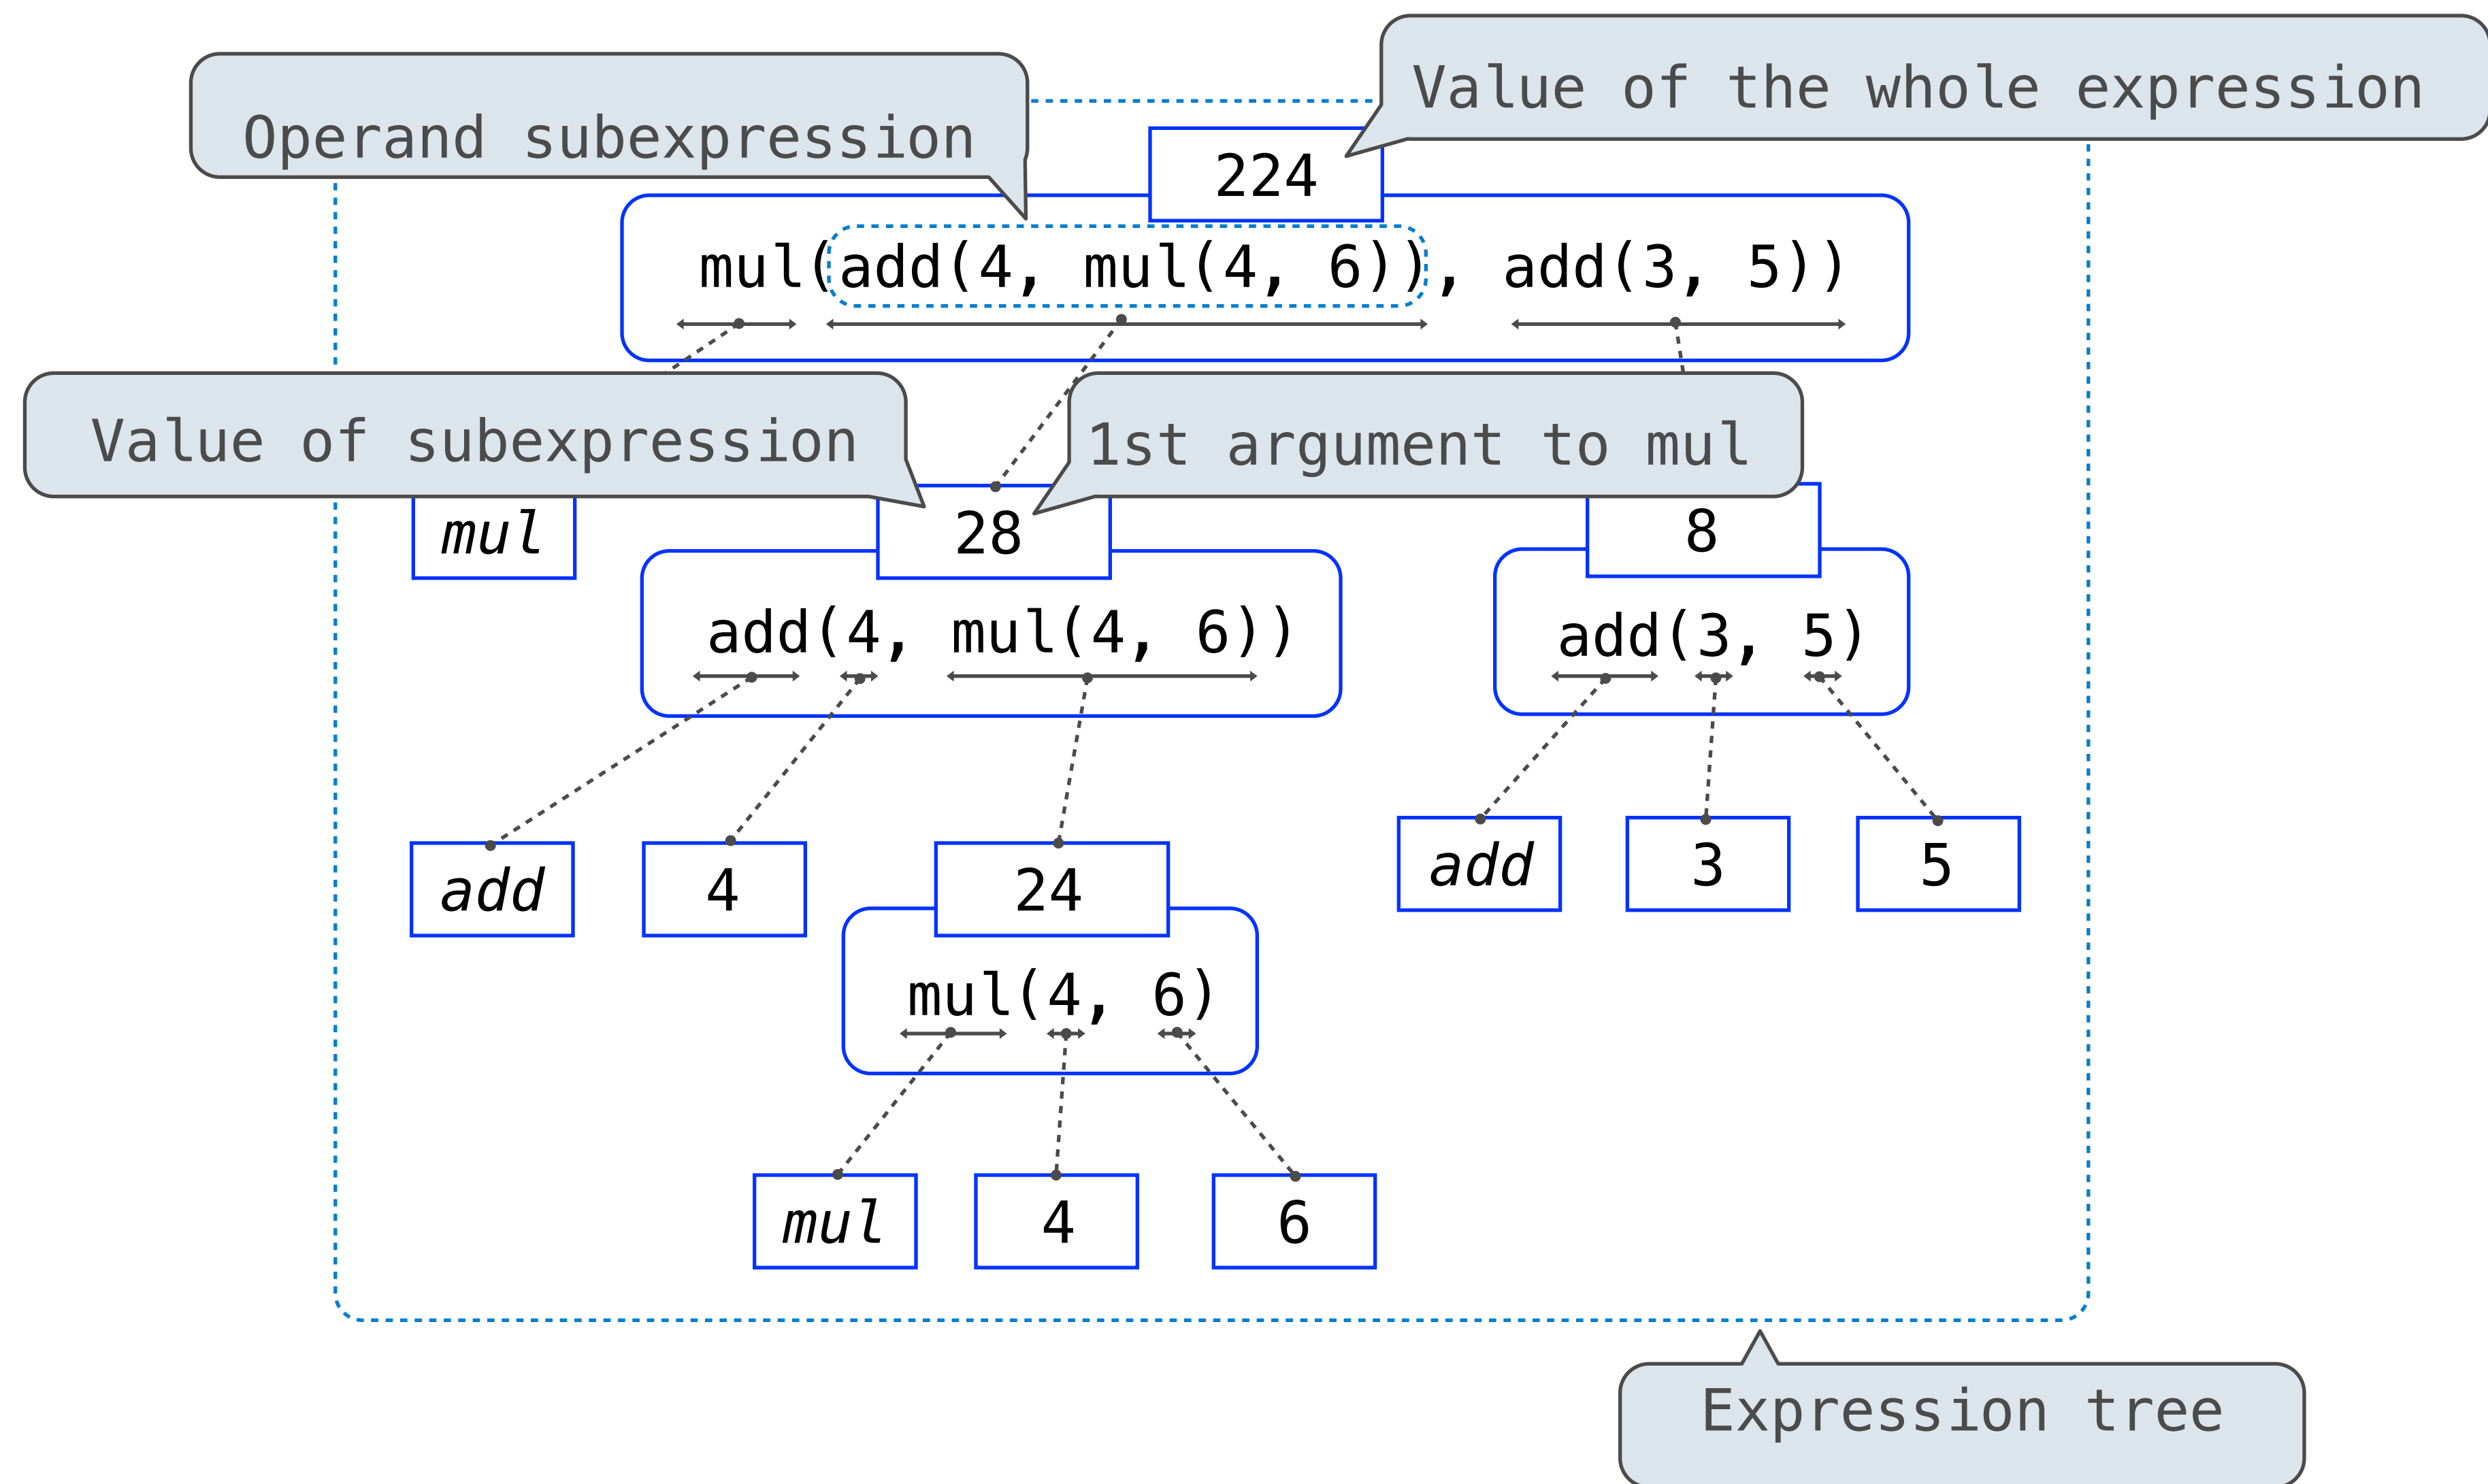 Value of the whole expression
Operand subexpression
224
mul(add(4, mul(4, 6)), add(3, 5))
Value of subexpression
1st argument to mul
mul
28
8
add(4, mul(4, 6))
add(3, 5)
add
4
24
add
3
5
mul(4, 6)
mul
4
6
Expression tree